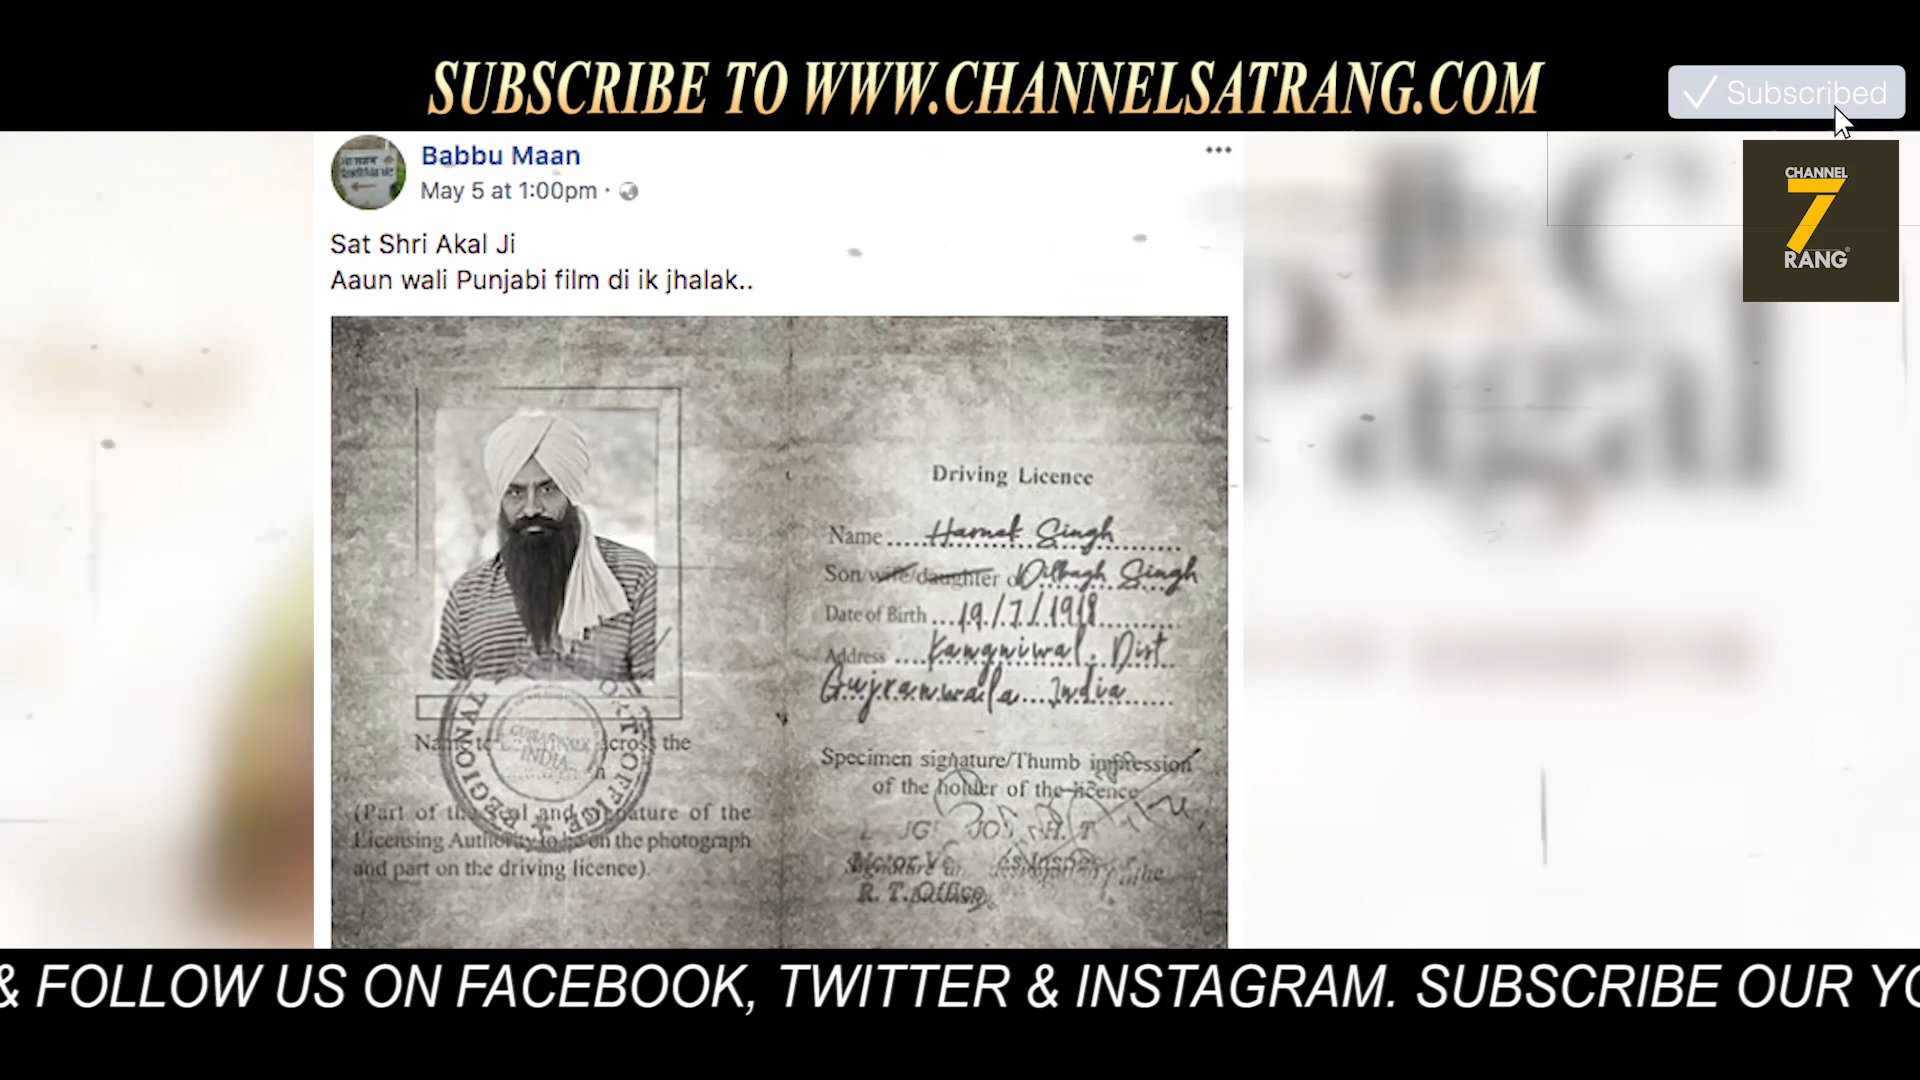 SUBSCRIBE TO WWW.CHANNELSATRANG.COM
Subscribed
CHANNEL
7
RANG
Babbu Maan
May 5 at 1:00pm
Sat Shri Akal Ji
Aaun wali Punjabi film di ik jhalak..
Driving Licence
Name Harnek Singh
Son/wife/daughter of Dilbagh Singh
Date of Birth 19/7/1918
Address Kangniwal. Dist
Gujranwala India
across the
INDIA
(Part of the Seal and Signature of the
Licensing Authority to be on the photograph
and part on the driving licence).
Specimen signature/Thumb impression
of the holder of the licence
R. T. Office
& FOLLOW US ON FACEBOOK, TWITTER & INSTAGRAM. SUBSCRIBE OUR YO